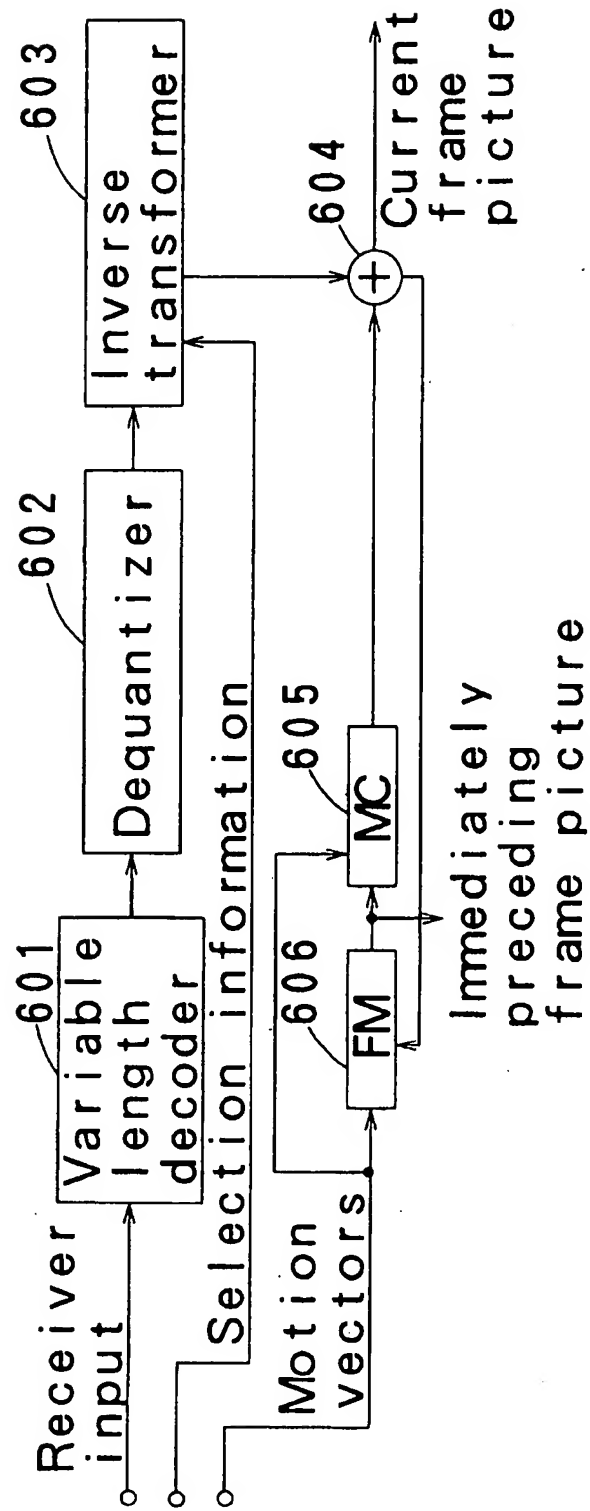 Receiver
input
601
Variable
length
decoder
602
Dequantizer
603
Inverse
transformer
Selection information
Motion
vectors
606
FM
605
MC
604
+
Current
frame
picture
Immediately
preceding
frame picture